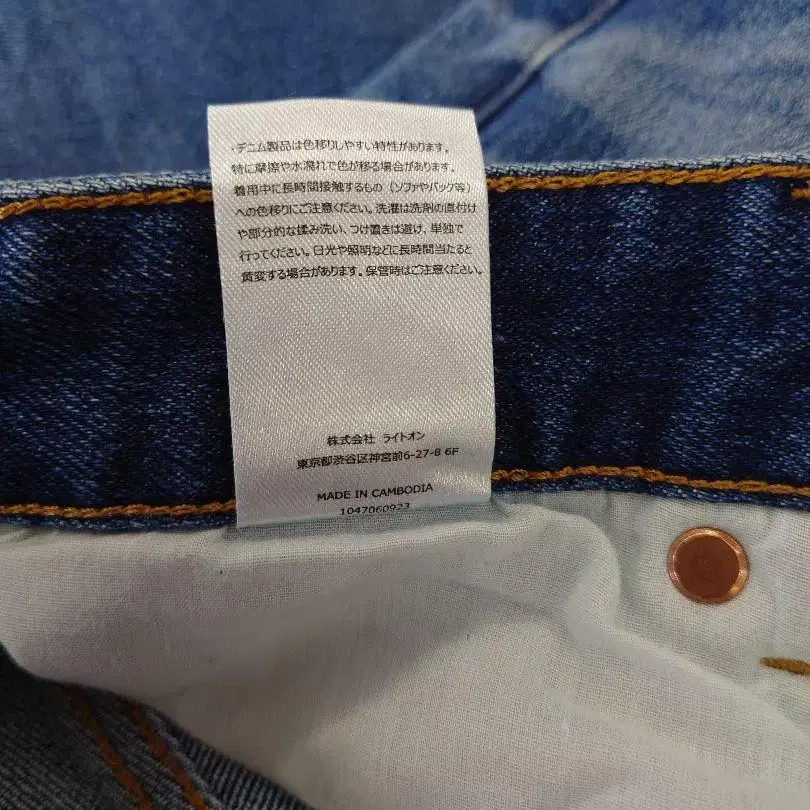 ・デニム製品は色移りしやすい特性があります。
特に摩擦や水濡れで色が移る場合があります。
着用中に長時間接触するもの（ソファやバック等）
への色移りにご注意ください。洗濯は洗剤の直付け
や部分的な揉み洗い、つけ置きは避け、単独で
行ってください。日光や照明などに長時間当たると
質変する場合があります。保管時はご注意ください。
株式会社 ライトオン
東京都渋谷区神宮前6-27-8 6F
MADE IN CAMBODIA
1047060923